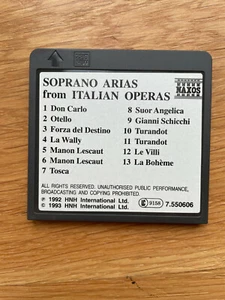 SOPRANO ARIAS
from ITALIAN OPERAS
NAXOS
1 Don Carlo
2 Otello
3 Forza del Destino
4 La Wally
5 Manon Lescaut
6 Manon Lescaut
7 Tosca
8 Suor Angelica
9 Gianni Schicchi
10 Turandot
11 Turandot
12 Le Villi
13 La Bohème
ALL RIGHTS RESERVED. UNAUTHORISED PUBLIC PERFORMANCE,
BROADCASTING AND COPYING PROHIBITED.
℗ 1992 HNH International Ltd.
© 1993 HNH International Ltd.
9158
7.550606